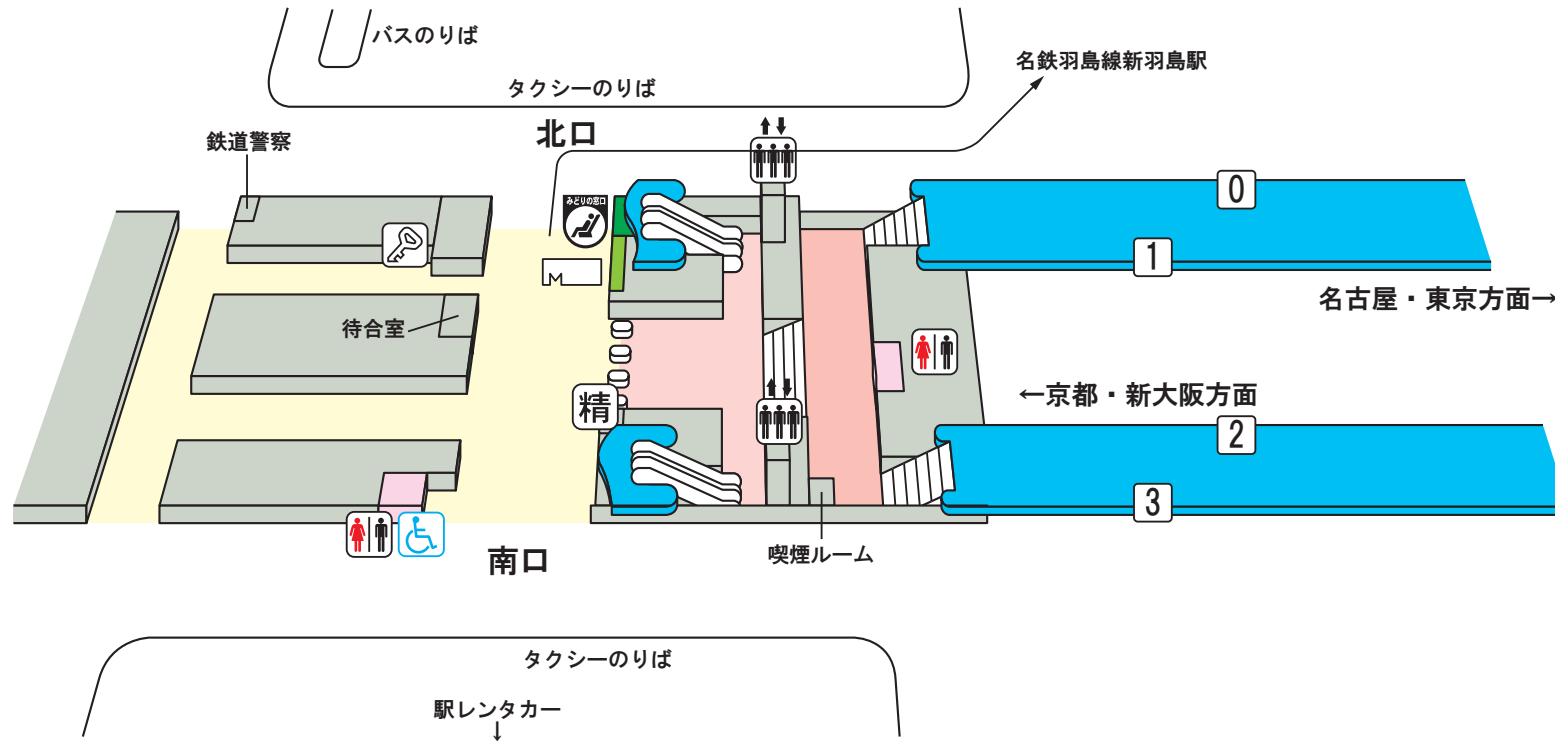 バスのりば
名鉄羽島線新羽島駅
タクシーのりば
北口
鉄道警察
みどりの窓口
0
1
M
名古屋・東京方面→
待合室
←京都・新大阪方面
精
2
3
喫煙ルーム
南口
タクシーのりば
駅レンタカー
↓